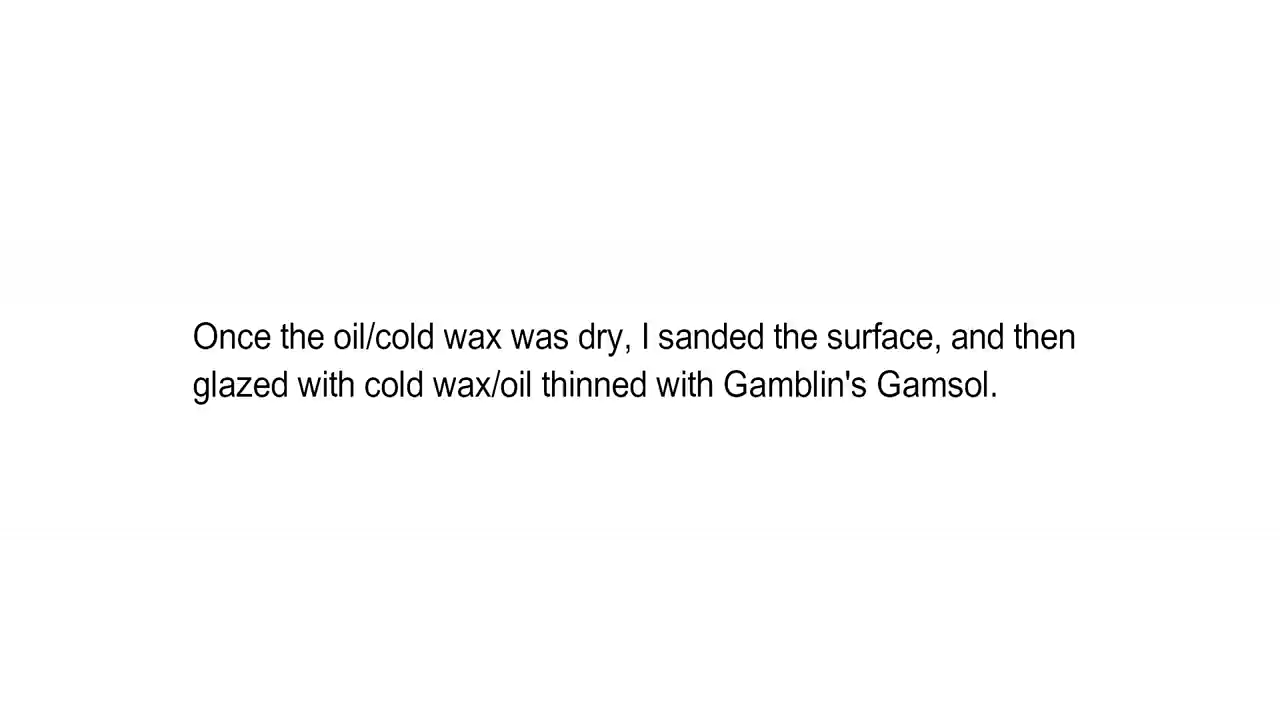 Once the oil/cold wax was dry, I sanded the surface, and then
glazed with cold wax/oil thinned with Gamblin's Gamsol.